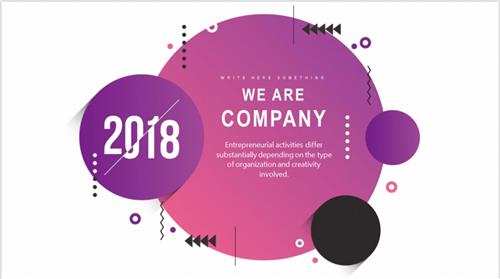 WRITE HERE SOMETHING
WE ARE
COMPANY
2018
Entrepreneurial activities differ
substantially depending on the type
of organization and creativity
involved.